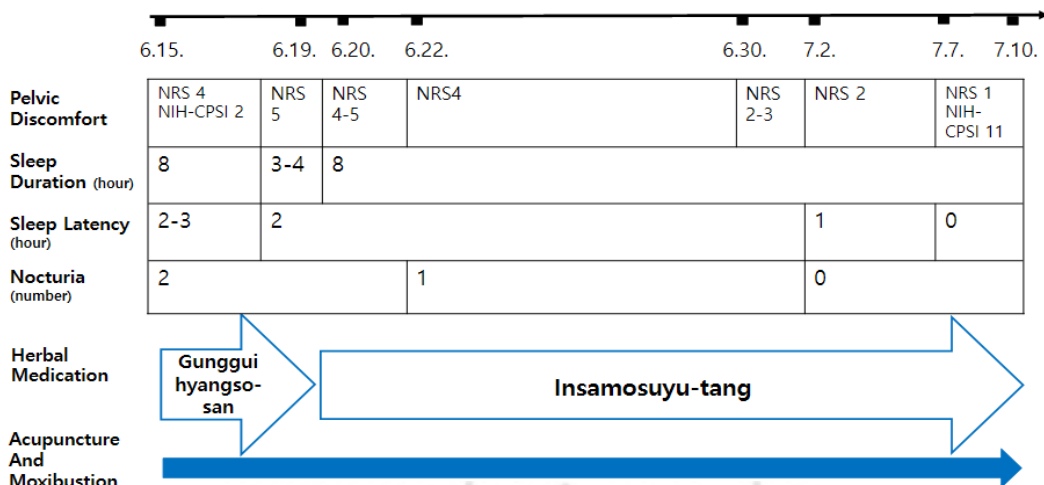 6.15. 6.19. 6.20. 6.22. 6.30. 7.2. 7.7. 7.10.
Pelvic
Discomfort
NRS 4
NIH-CPSI 2
NRS
5
NRS
4-5
NRS4
NRS
2-3
NRS 2
NRS 1
NIH-
CPSI 11
Sleep
Duration (hour)
8
3-4
8
Sleep Latency
(hour)
2-3
2
1
0
Nocturia
(number)
2
1
0
Herbal
Medication
Gunggui
hyangso-
san
Insamosuyu-tang
Acupuncture
And
Moxibustion